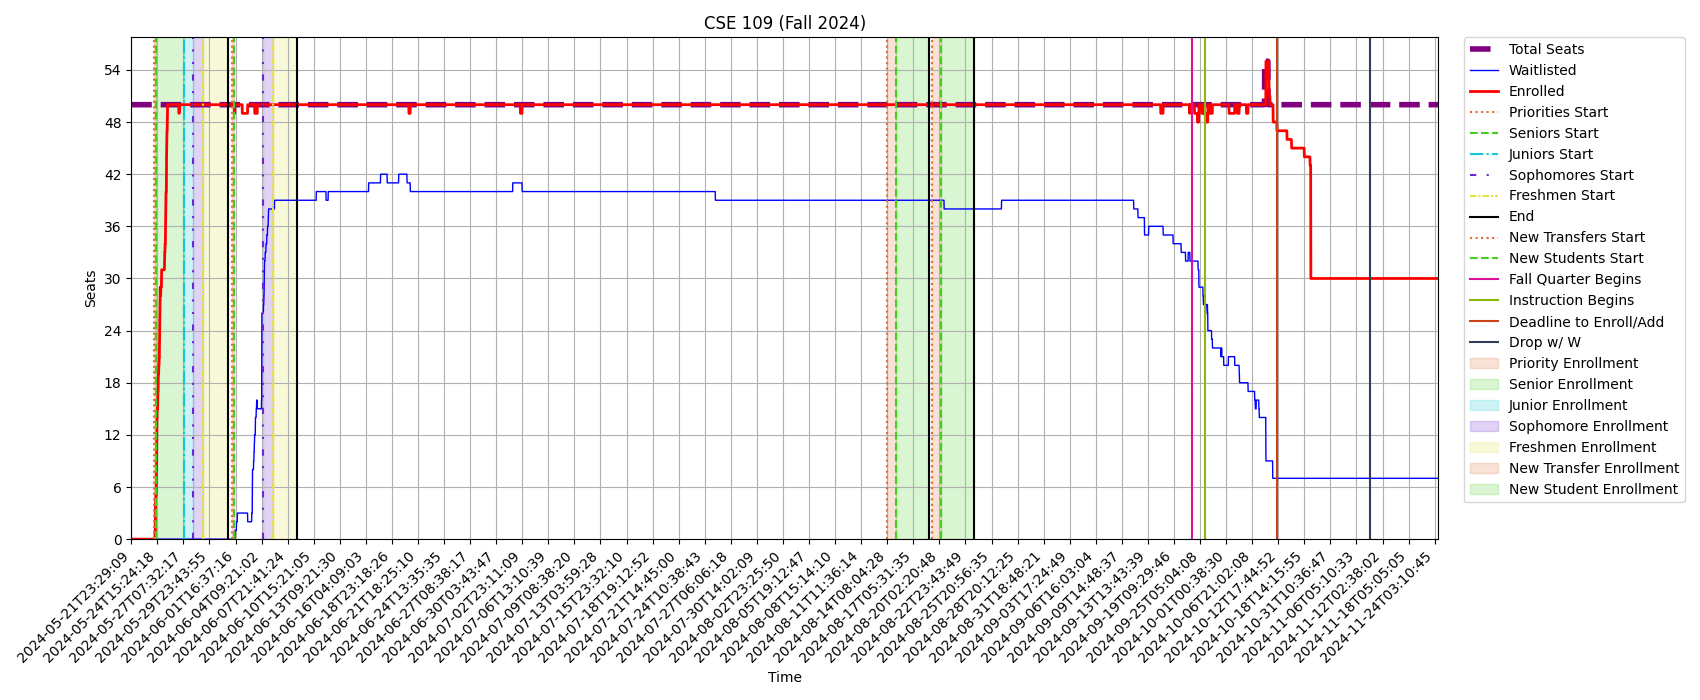 CSE 109 (Fall 2024)
Seats
54
48
42
36
30
24
18
12
6
0
2024-05-21T23:29:09
2024-05-24T15:24:18
2024-05-27T07:32:17
2024-05-29T23:43:55
2024-06-01T16:37:16
2024-06-04T09:21:02
2024-06-07T21:41:24
2024-06-10T15:21:05
2024-06-13T09:21:30
2024-06-16T04:09:03
2024-06-18T23:18:26
2024-06-21T18:25:10
2024-06-24T13:35:35
2024-06-27T08:38:17
2024-06-30T03:43:47
2024-07-02T23:11:09
2024-07-06T13:10:39
2024-07-09T08:38:20
2024-07-13T03:59:28
2024-07-15T23:32:10
2024-07-18T19:12:52
2024-07-21T14:45:00
2024-07-24T10:38:43
2024-07-27T06:06:18
2024-07-30T14:02:09
2024-08-02T23:25:50
2024-08-05T19:12:47
2024-08-08T15:14:10
2024-08-11T11:36:14
2024-08-14T08:04:28
2024-08-17T05:31:35
2024-08-20T02:20:48
2024-08-22T23:43:49
2024-08-25T20:56:35
2024-08-28T20:12:25
2024-08-31T18:48:21
2024-09-03T17:24:49
2024-09-06T16:03:04
2024-09-09T14:48:37
2024-09-13T13:43:39
2024-09-19T09:29:46
2024-09-25T05:04:08
2024-10-01T00:38:30
2024-10-06T21:02:08
2024-10-12T17:44:52
2024-10-18T14:15:55
2024-10-31T10:36:47
2024-11-06T05:10:33
2024-11-12T02:38:02
2024-11-18T05:05:05
2024-11-24T03:10:45
Time
Total Seats
Waitlisted
Enrolled
Priorities Start
Seniors Start
Juniors Start
Sophomores Start
Freshmen Start
End
New Transfers Start
New Students Start
Fall Quarter Begins
Instruction Begins
Deadline to Enroll/Add
Drop w/ W
Priority Enrollment
Senior Enrollment
Junior Enrollment
Sophomore Enrollment
Freshmen Enrollment
New Transfer Enrollment
New Student Enrollment